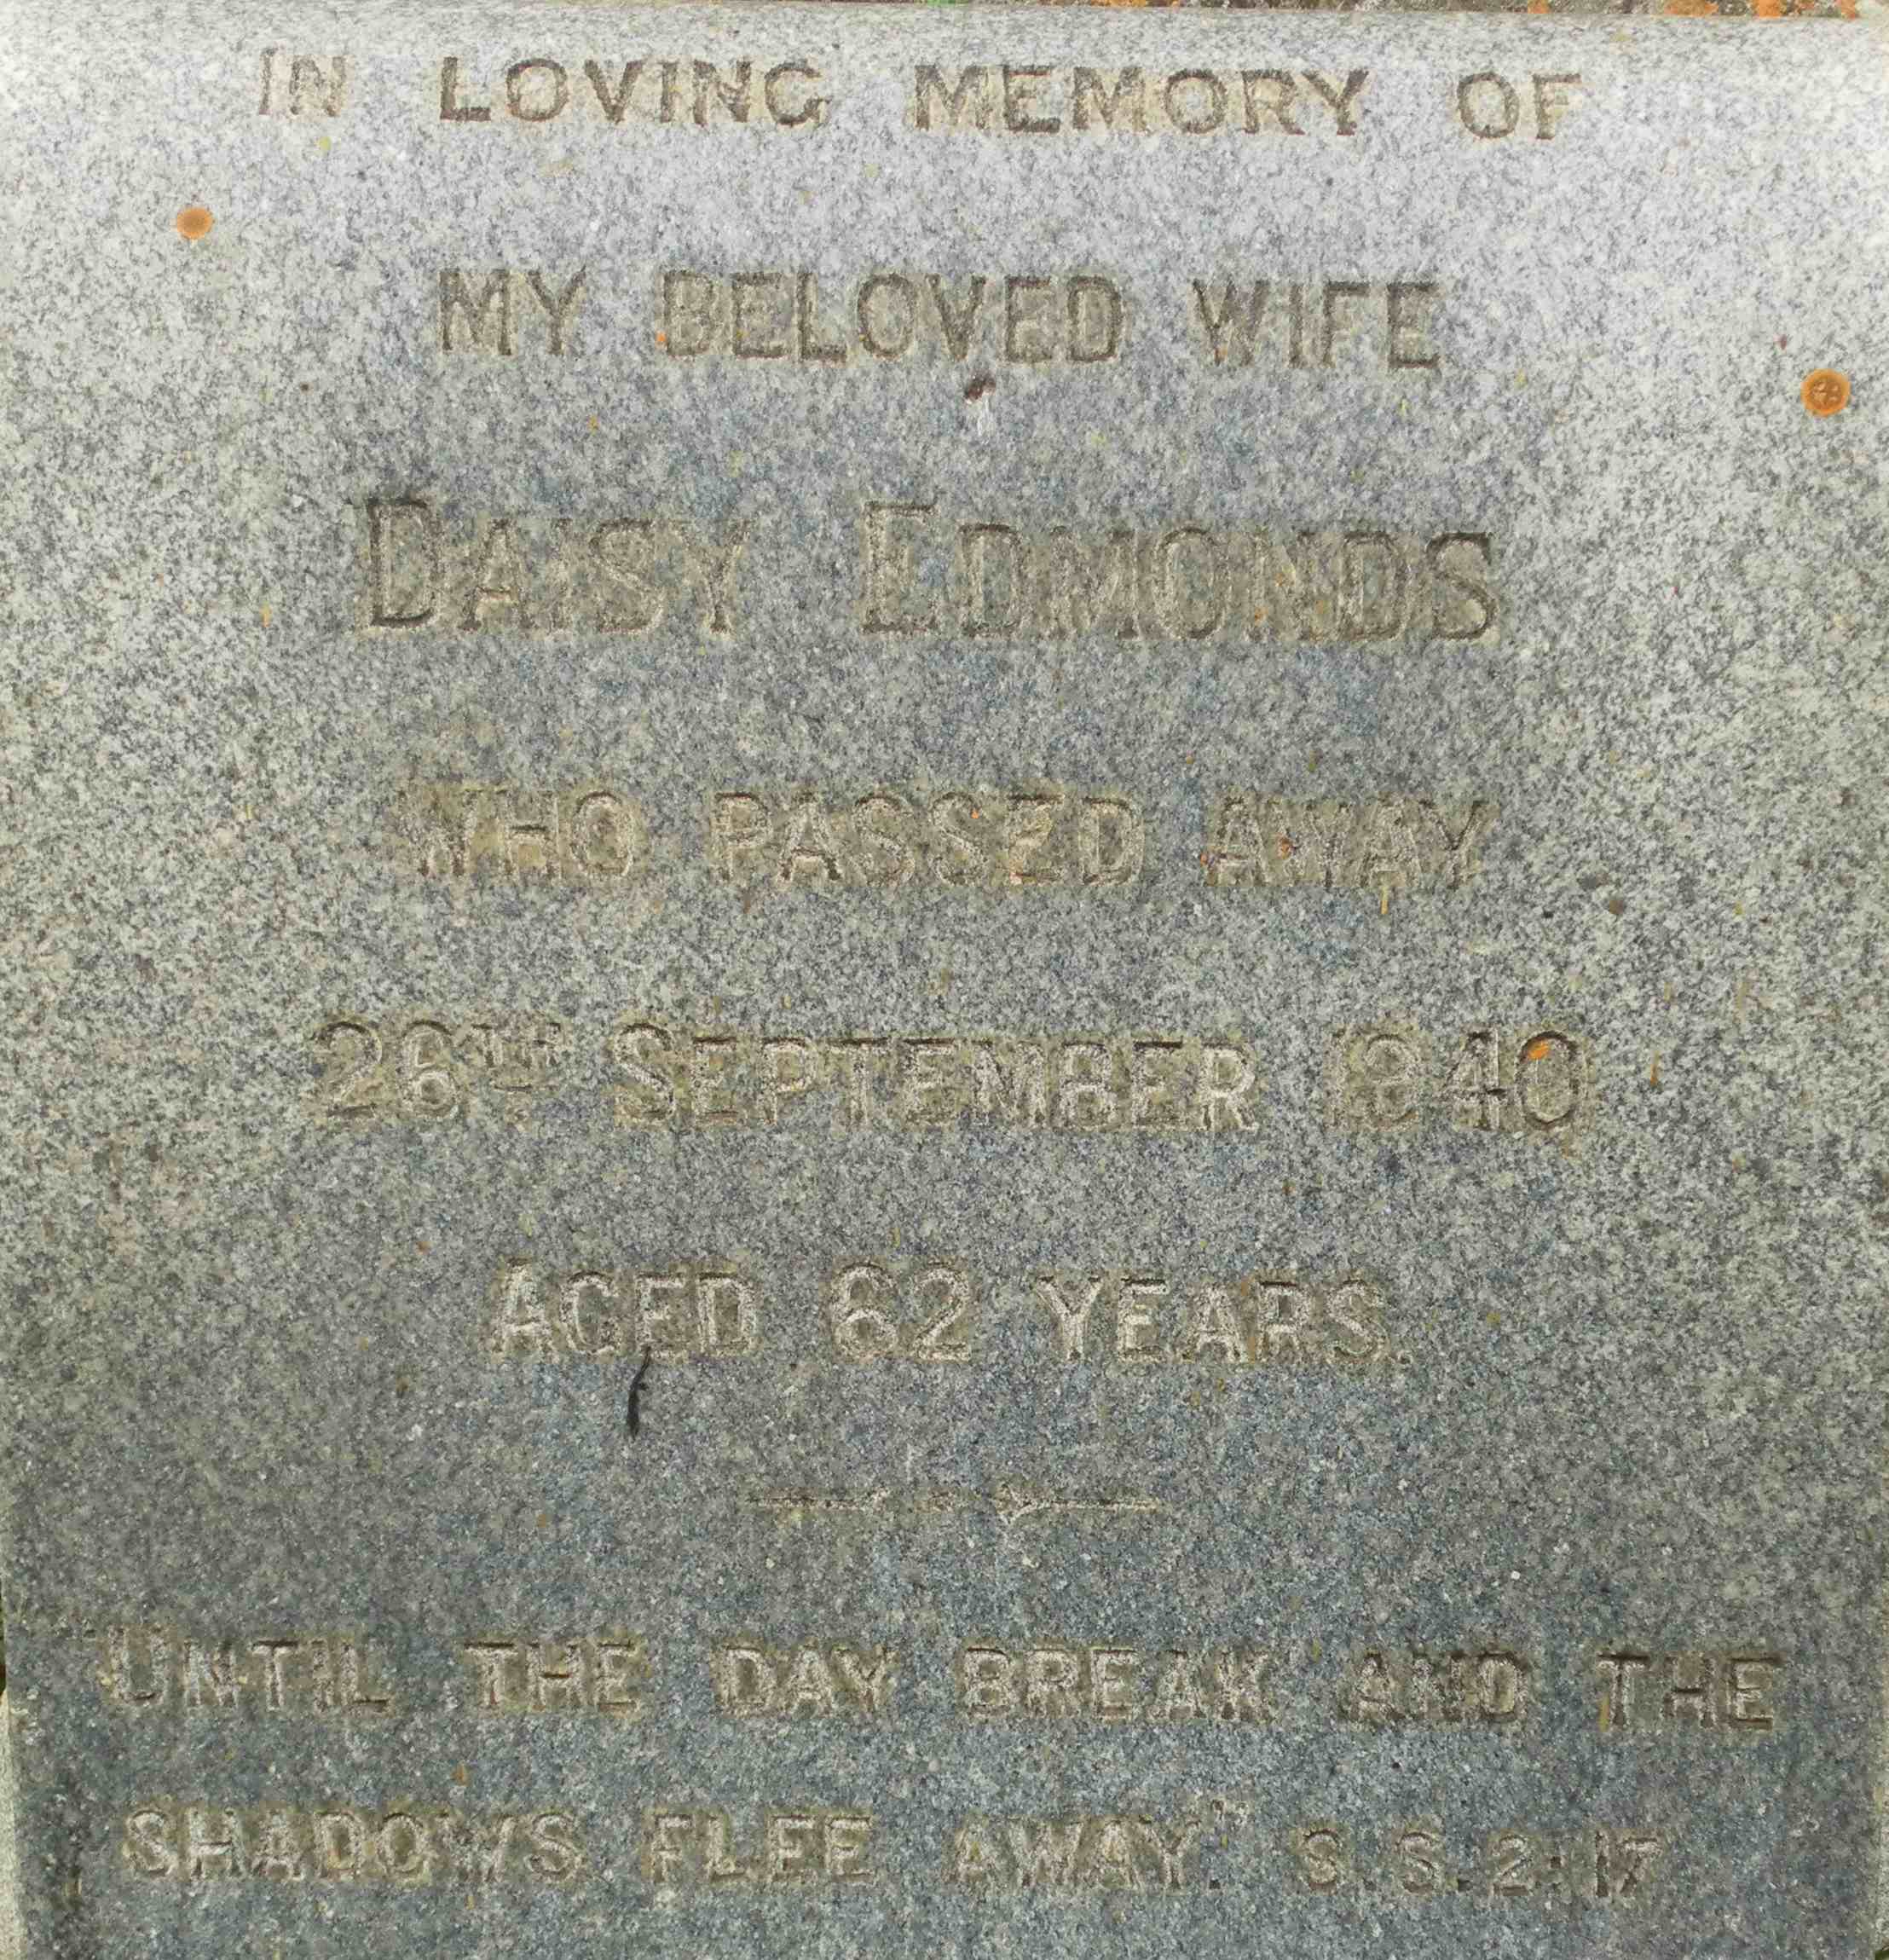 IN LOVING MEMORY OF
MY BELOVED WIFE
DAISY EDMONDS
WHO PASSED AWAY
26TH SEPTEMBER 1940
AGED 62 YEARS.
"UNTIL THE DAY BREAK AND THE
SHADOWS FLEE AWAY." S.S. 2:17